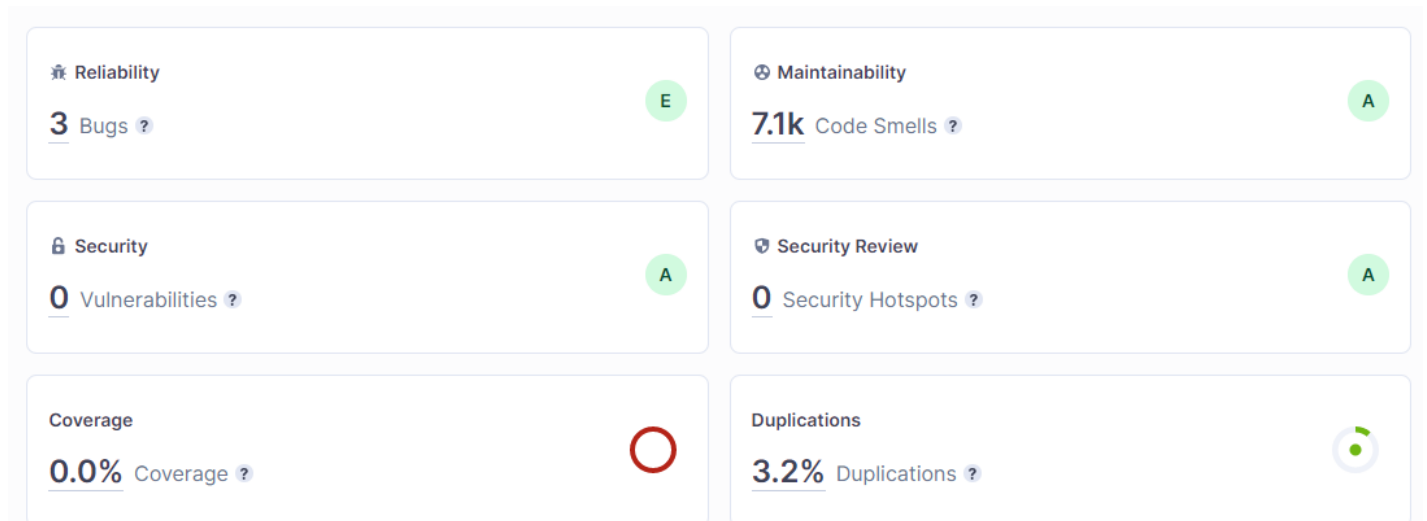 Reliability
3 Bugs ?
E
Maintainability
7.1k Code Smells ?
A
Security
0 Vulnerabilities ?
A
Security Review
0 Security Hotspots ?
A
Coverage
0.0% Coverage ?
Duplications
3.2% Duplications ?